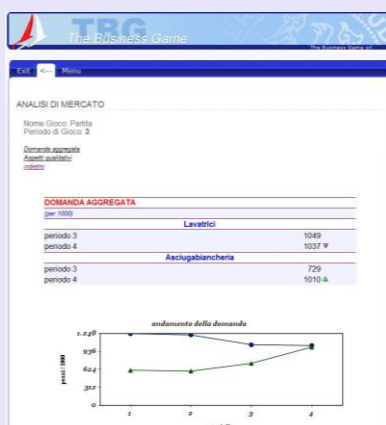 TBG
The Business Game
The Business Game srl
Exit <-- Menu
ANALISI DI MERCATO
Nome Gioco: Partita
Periodo di Gioco: 3
Domanda aggregata
Aspetti qualitativi
indietro
DOMANDA AGGREGATA
(per 1000)
Lavatrici
periodo 3 1049
periodo 4 1037
Asciugabiancheria
periodo 3 729
periodo 4 1010
andamento della domanda
1.248
936
624
312
0
pezzi / 1000
1 2 3 4